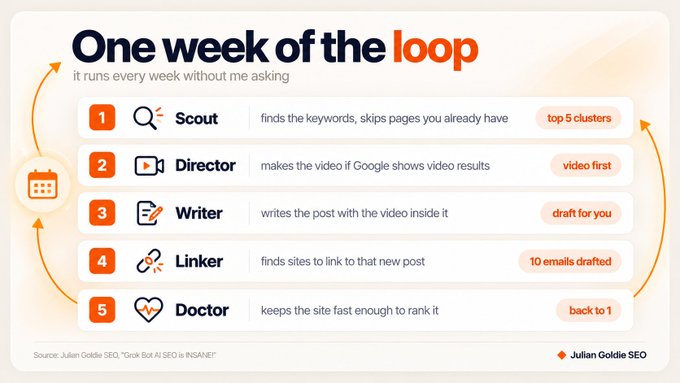 One week of the loop
it runs every week without me asking
1 Scout finds the keywords, skips pages you already have top 5 clusters
2 Director makes the video if Google shows video results video first
3 Writer writes the post with the video inside it draft for you
4 Linker finds sites to link to that new post 10 emails drafted
5 Doctor keeps the site fast enough to rank it back to 1
Source: Julian Goldie SEO, "Grok Bot AI SEO is INSANE!" Julian Goldie SEO